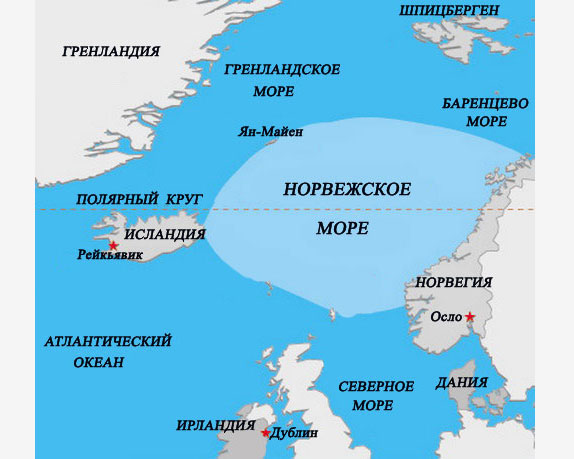 ШПИЦБЕРГЕН
ГРЕНЛАНДИЯ
ГРЕНЛАНДСКОЕ
МОРЕ
БАРЕНЦЕВО
МОРЕ
Ян-Майен
НОРВЕЖСКОЕ
МОРЕ
ПОЛЯРНЫЙ КРУГ
ИСЛАНДИЯ
Рейкьявик
НОРВЕГИЯ
Осло
АТЛАНТИЧЕСКИЙ
ОКЕАН
СЕВЕРНОЕ
МОРЕ
ДАНИЯ
ИРЛАНДИЯ
Дублин